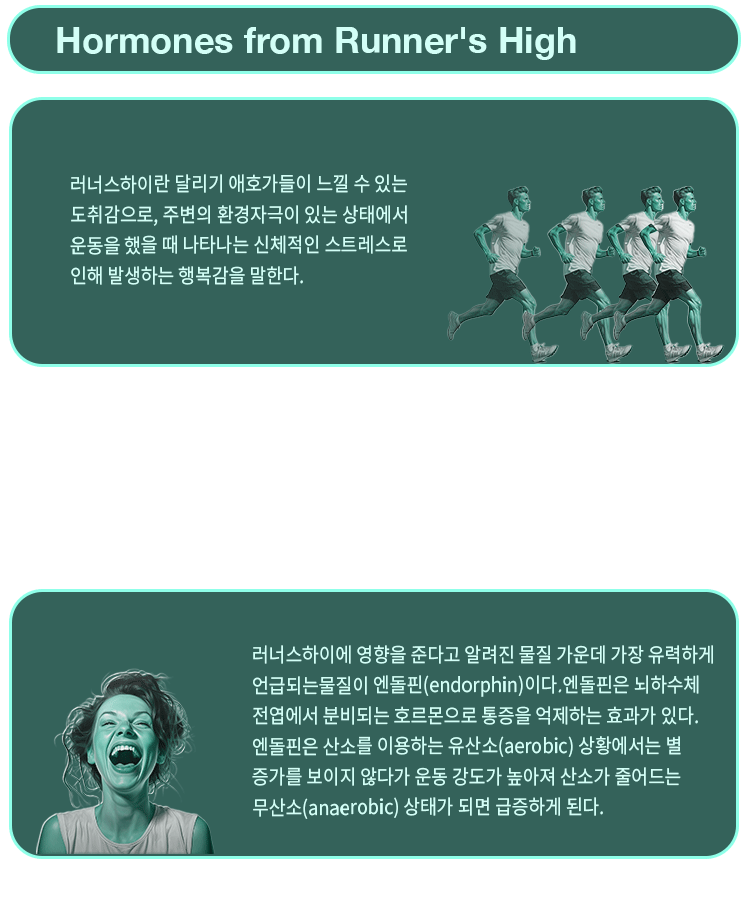 Hormones from Runner's High
러너스하이란 달리기 애호가들이 느낄 수 있는
도취감으로, 주변의 환경자극이 있는 상태에서
운동을 했을 때 나타나는 신체적인 스트레스로
인해 발생하는 행복감을 말한다.
러너스하이에 영향을 준다고 알려진 물질 가운데 가장 유력하게
언급되는물질이 엔돌핀(endorphin)이다.엔돌핀은 뇌하수체
전엽에서 분비되는 호르몬으로 통증을 억제하는 효과가 있다.
엔돌핀은 산소를 이용하는 유산소(aerobic) 상황에서는 별
증가를 보이지 않다가 운동 강도가 높아져 산소가 줄어드는
무산소(anaerobic) 상태가 되면 급증하게 된다.